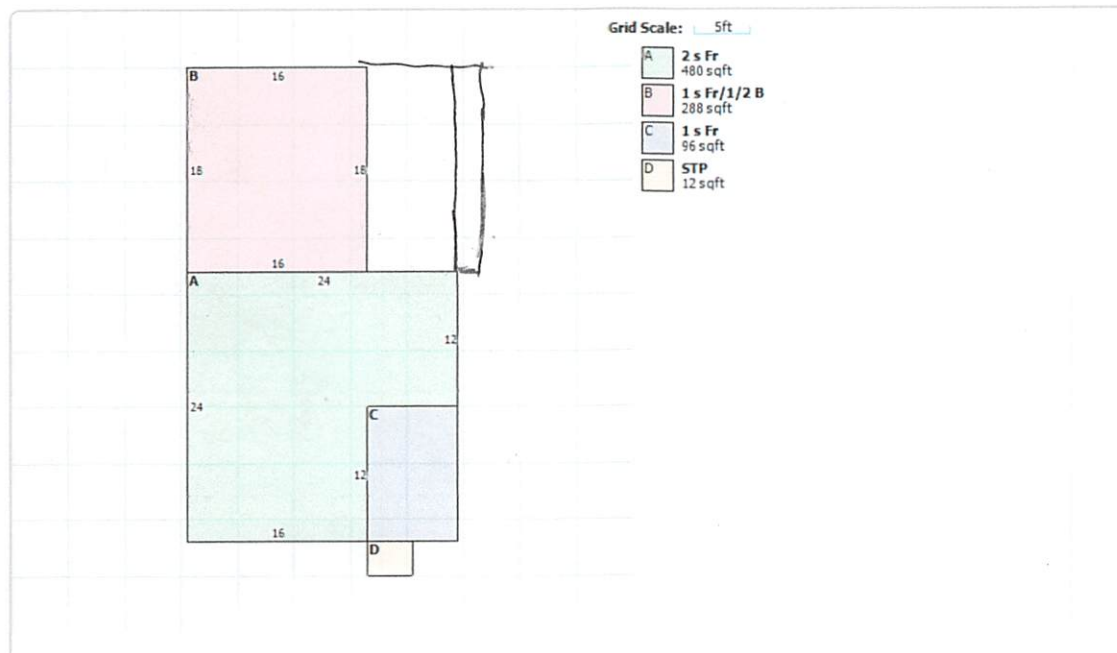 Grid Scale: 5ft
A 2 s Fr
480 sqft
B 1 s Fr/1/2 B
288 sqft
C 1 s Fr
96 sqft
D STP
12 sqft
B 16
18 18
16
A 24
12
24
C
12
16
D